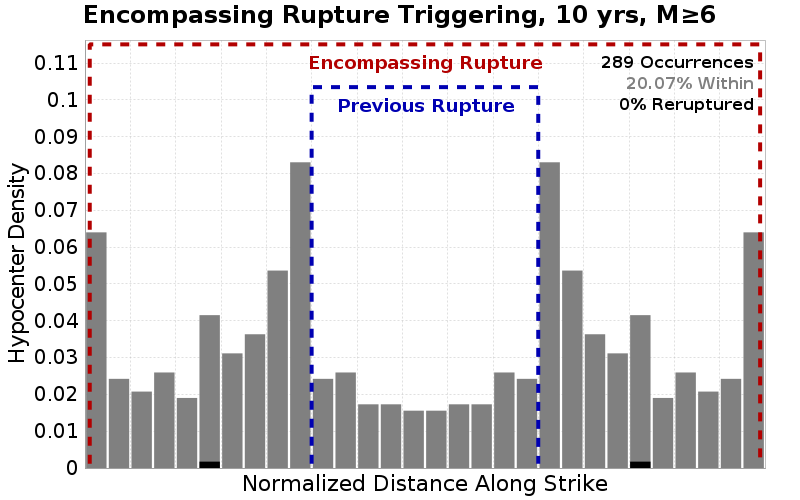 Encompassing Rupture Triggering, 10 yrs, M≥6
Encompassing Rupture
289 Occurrences
20.07% Within
0% Reruptured
Previous Rupture
0.11
0.1
0.09
0.08
0.07
0.06
0.05
0.04
0.03
0.02
0.01
0
Hypocenter Density
Normalized Distance Along Strike